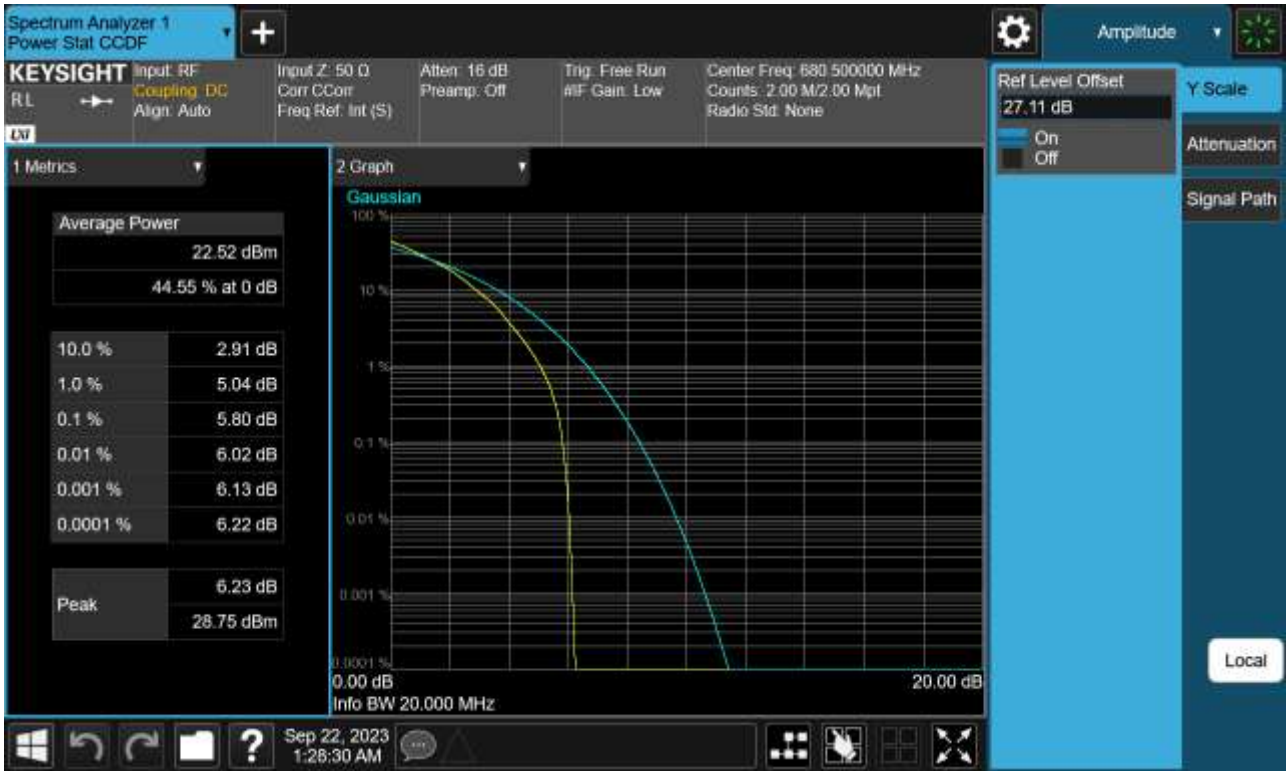 Spectrum Analyzer 1
Power Stat CCDF
+
Amplitude
KEYSIGHT
RL
LXI
Input: RF
Coupling: DC
Align: Auto
Input Z: 50 Ω
Corr CCorr
Freq Ref: Int (S)
Atten: 16 dB
Preamp: Off
Trig: Free Run
#IF Gain: Low
Center Freq: 680.500000 MHz
Counts: 2.00 M/2.00 Mpt
Radio Std: None
Ref Level Offset
27.11 dB
On
Off
Y Scale
Attenuation
Signal Path
1 Metrics
Average Power
22.52 dBm
44.55 % at 0 dB
10.0 % 2.91 dB
1.0 % 5.04 dB
0.1 % 5.80 dB
0.01 % 6.02 dB
0.001 % 6.13 dB
0.0001 % 6.22 dB
Peak
6.23 dB
28.75 dBm
2 Graph
Gaussian
100 %
10 %
1 %
0.1 %
0.01 %
0.001 %
0.0001 %
0.00 dB 20.00 dB
Info BW 20.000 MHz
Local
?
Sep 22, 2023
1:28:30 AM